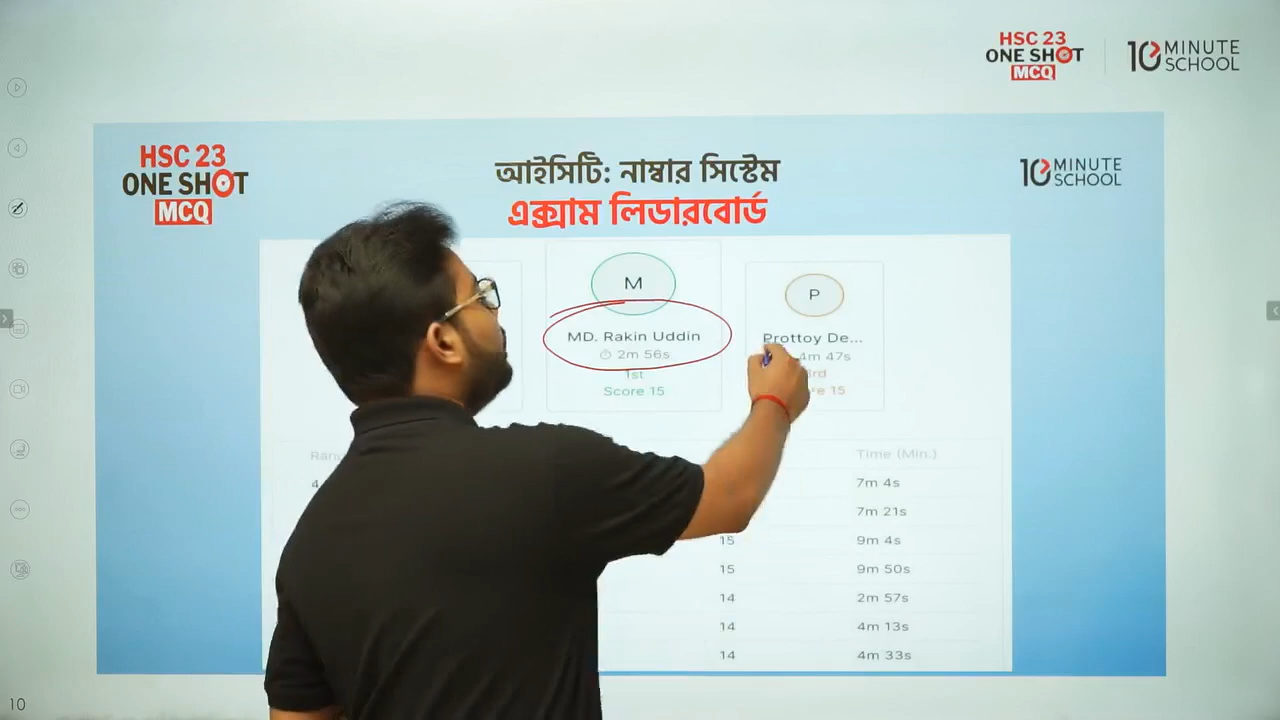 HSC 23
ONE SHOT
MCQ
10 MINUTE
SCHOOL
HSC 23
ONE SHOT
MCQ
আইসিটি: নাম্বার সিস্টেম
এক্সাম লিডারবোর্ড
10 MINUTE
SCHOOL
M
MD. Rakin Uddin
2m 56s
1st
Score 15
P
Prottoy De...
4m 47s
15
Time (Min.)
4 7m 4s
7m 21s
15 9m 4s
15 9m 50s
14 2m 57s
14 4m 13s
14 4m 33s
10